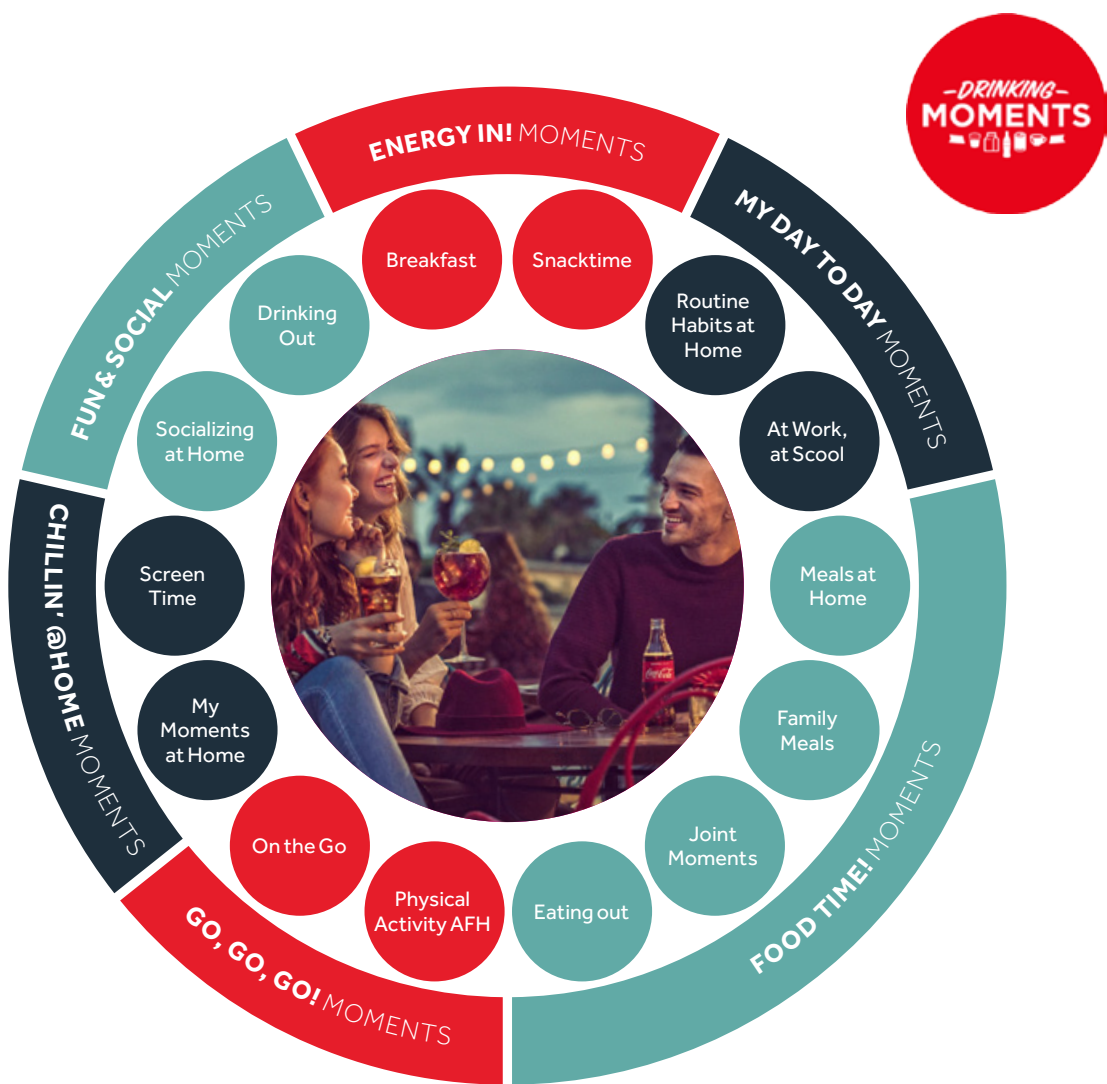 -DRINKING-
MOMENTS
ENERGY IN! MOMENTS
Breakfast
Snacktime
MY DAY TO DAY MOMENTS
Routine
Habits at
Home
At Work,
at Scool
FOOD TIME! MOMENTS
Meals at
Home
Family
Meals
Joint
Moments
Eating out
GO, GO, GO! MOMENTS
Physical
Activity AFH
On the Go
CHILLIN' @HOME MOMENTS
My
Moments
at Home
Screen
Time
FUN & SOCIAL MOMENTS
Socializing
at Home
Drinking
Out
Coca-Cola